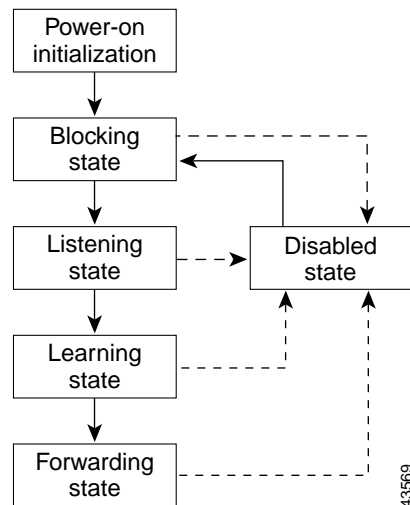 Power-on
initialization
Blocking
state
Listening
state
Disabled
state
Learning
state
Forwarding
state
43569